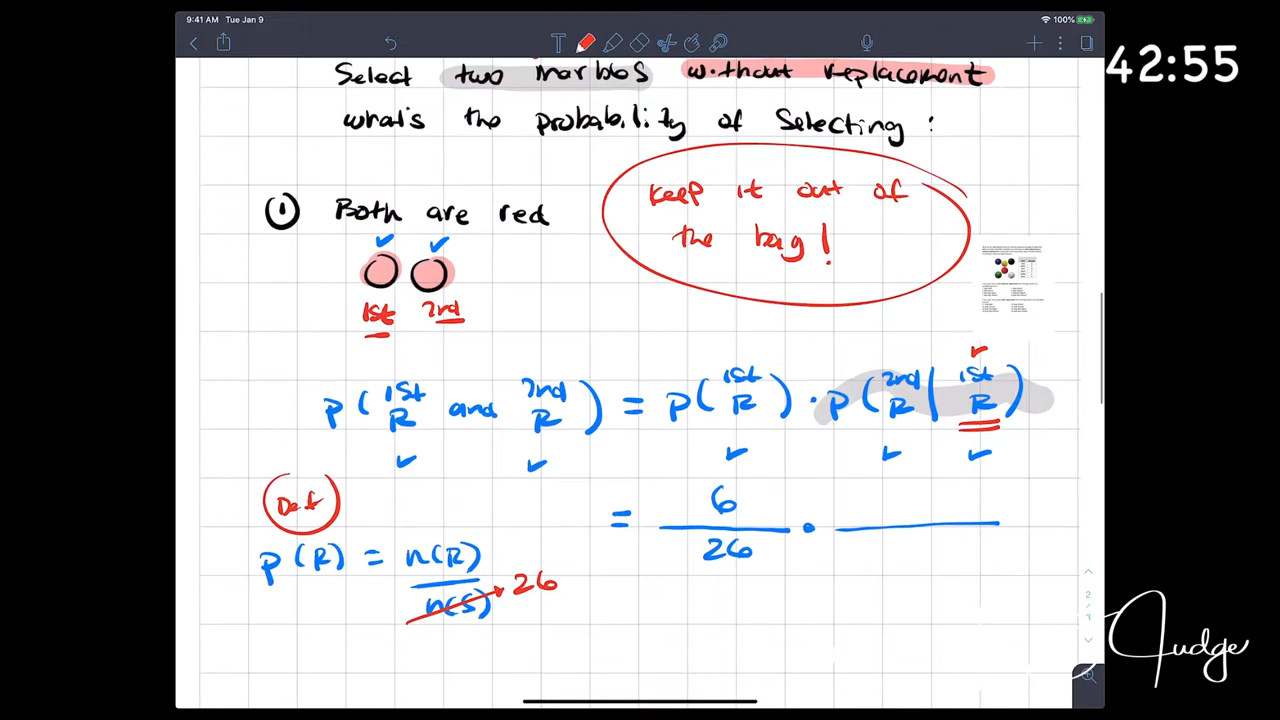 9:41 AM Tue Jan 9
100%
42:55
Select two marbles without replacement
what's the probability of Selecting :
1 Both are red
Keep it out of
the bag!
1st 2nd
P( 1st R and 2nd R ) = P( 1st R ) · P( 2nd R | 1st R )
= 6/26 ·
Def
P(R) = n(R)/n(S) 26
2 / 3
Judge